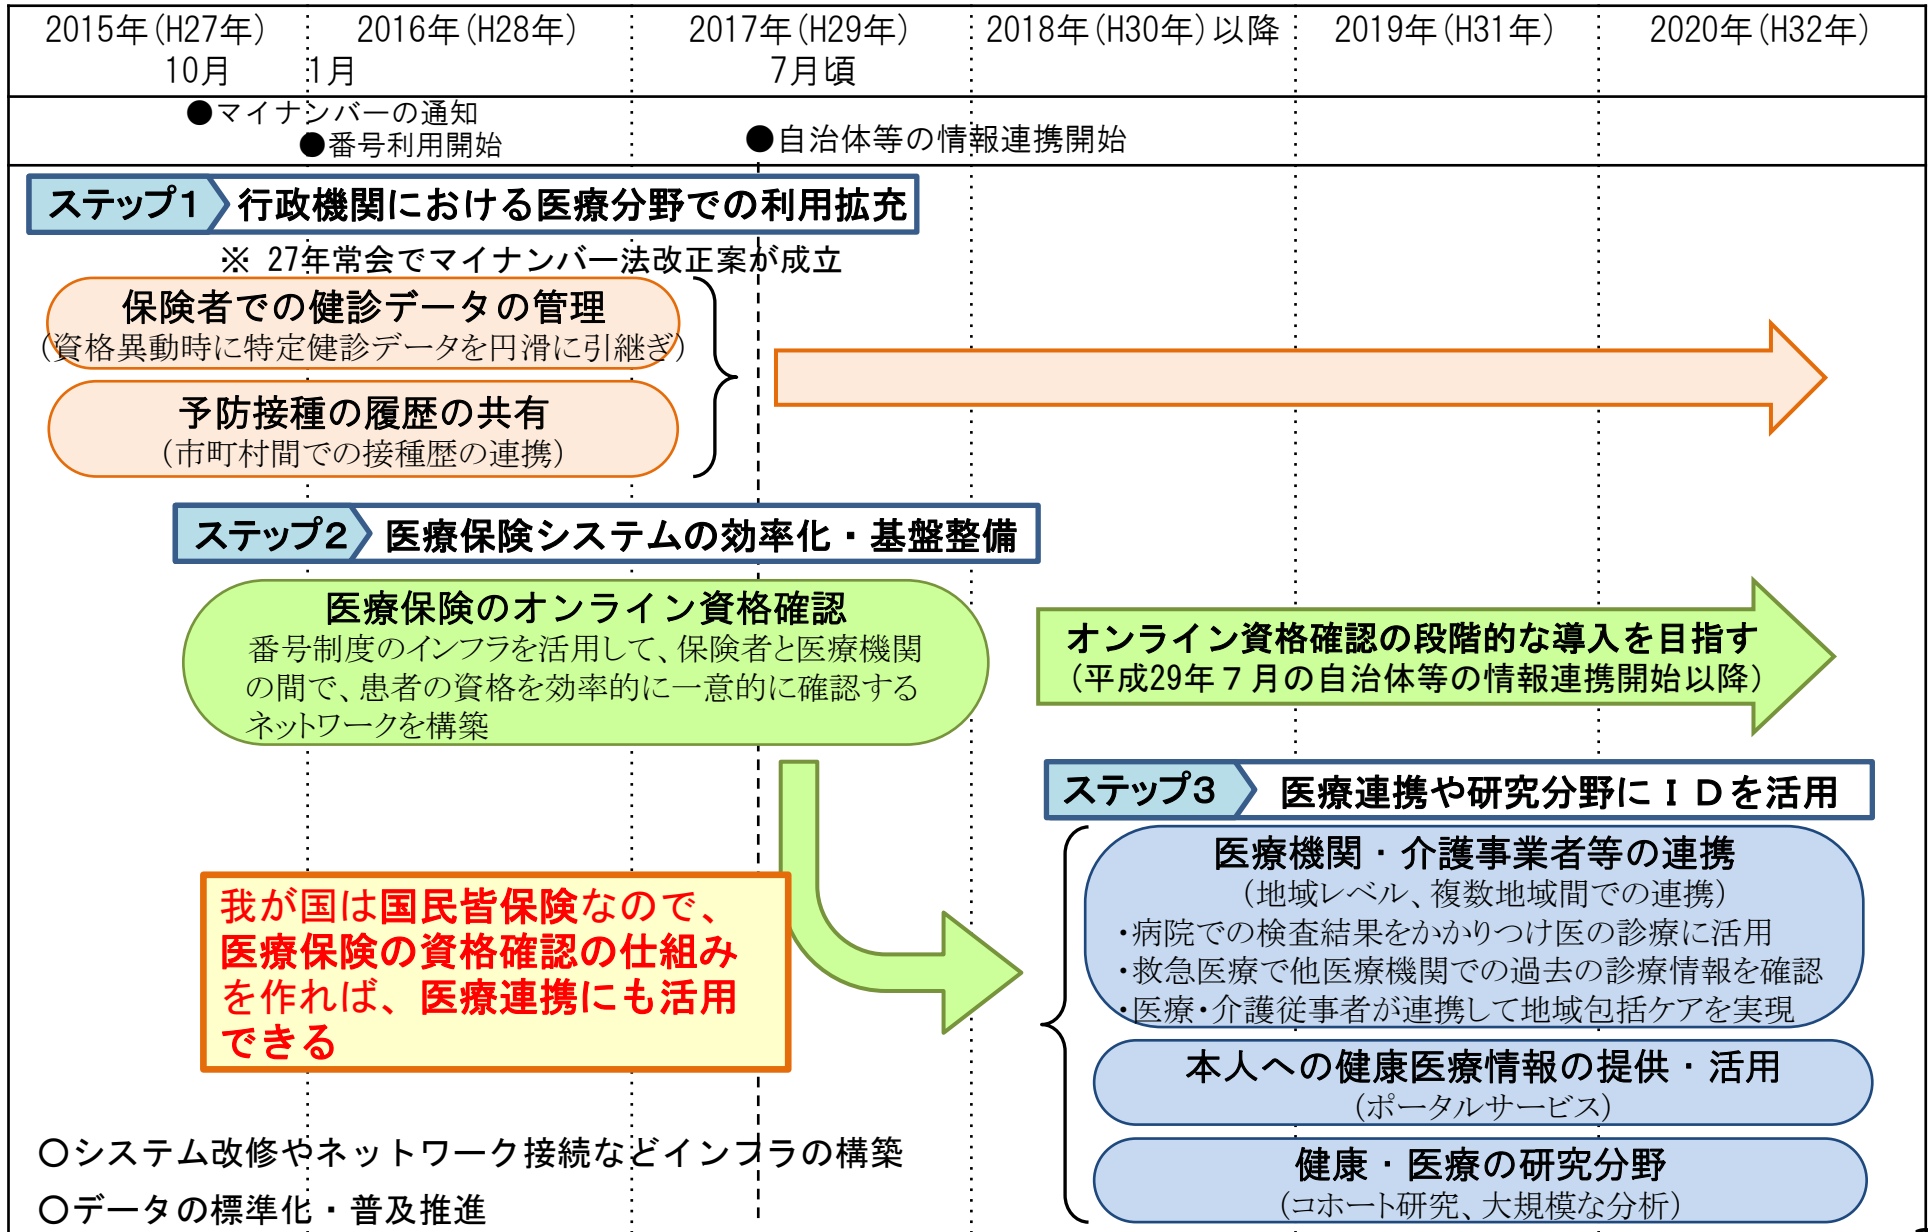 2015年(H27年)
10月
2016年(H28年)
1月
2017年(H29年)
7月頃
2018年(H30年)以降
2019年(H31年)
2020年(H32年)
●マイナンバーの通知
●番号利用開始
●自治体等の情報連携開始
ステップ1 行政機関における医療分野での利用拡充
※ 27年常会でマイナンバー法改正案が成立
保険者での健診データの管理
(資格異動時に特定健診データを円滑に引継ぎ)
予防接種の履歴の共有
(市町村間での接種歴の連携)
ステップ2 医療保険システムの効率化・基盤整備
医療保険のオンライン資格確認
番号制度のインフラを活用して、保険者と医療機関
の間で、患者の資格を効率的に一意的に確認する
ネットワークを構築
オンライン資格確認の段階的な導入を目指す
(平成29年7月の自治体等の情報連携開始以降)
ステップ3 医療連携や研究分野にIDを活用
医療機関・介護事業者等の連携
(地域レベル、複数地域間での連携)
・病院での検査結果をかかりつけ医の診療に活用
・救急医療で他医療機関での過去の診療情報を確認
・医療・介護従事者が連携して地域包括ケアを実現
本人への健康医療情報の提供・活用
(ポータルサービス)
健康・医療の研究分野
(コホート研究、大規模な分析)
我が国は国民皆保険なので、
医療保険の資格確認の仕組み
を作れば、医療連携にも活用
できる
○システム改修やネットワーク接続などインフラの構築
○データの標準化・普及推進